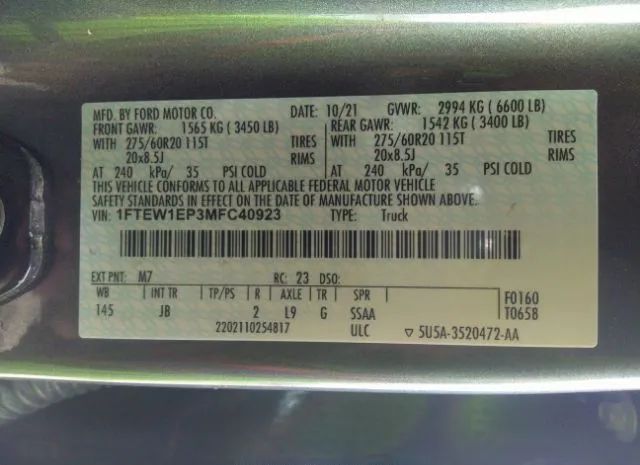 MFD. BY FORD MOTOR CO. DATE: 10/21 GVWR: 2994 KG ( 6600 LB)
FRONT GAWR: 1565 KG ( 3450 LB) REAR GAWR: 1542 KG ( 3400 LB)
WITH 275/60R20 115T TIRES WITH 275/60R20 115T TIRES
20x8.5J RIMS 20x8.5J RIMS
AT 240 kPa/ 35 PSI COLD AT 240 kPa/ 35 PSI COLD
THIS VEHICLE CONFORMS TO ALL APPLICABLE FEDERAL MOTOR VEHICLE
SAFETY STANDARDS IN EFFECT ON THE DATE OF MANUFACTURE SHOWN ABOVE.
VIN: 1FTEW1EP3MFC40923 TYPE: Truck
EXT PNT: M7 RC: 23 DSO:
WB INT TR TP/PS R AXLE TR SPR F0160
145 JB 2 L9 G SSAA T0658
2202110254817 ULC ▽ 5U5A-3520472-AA